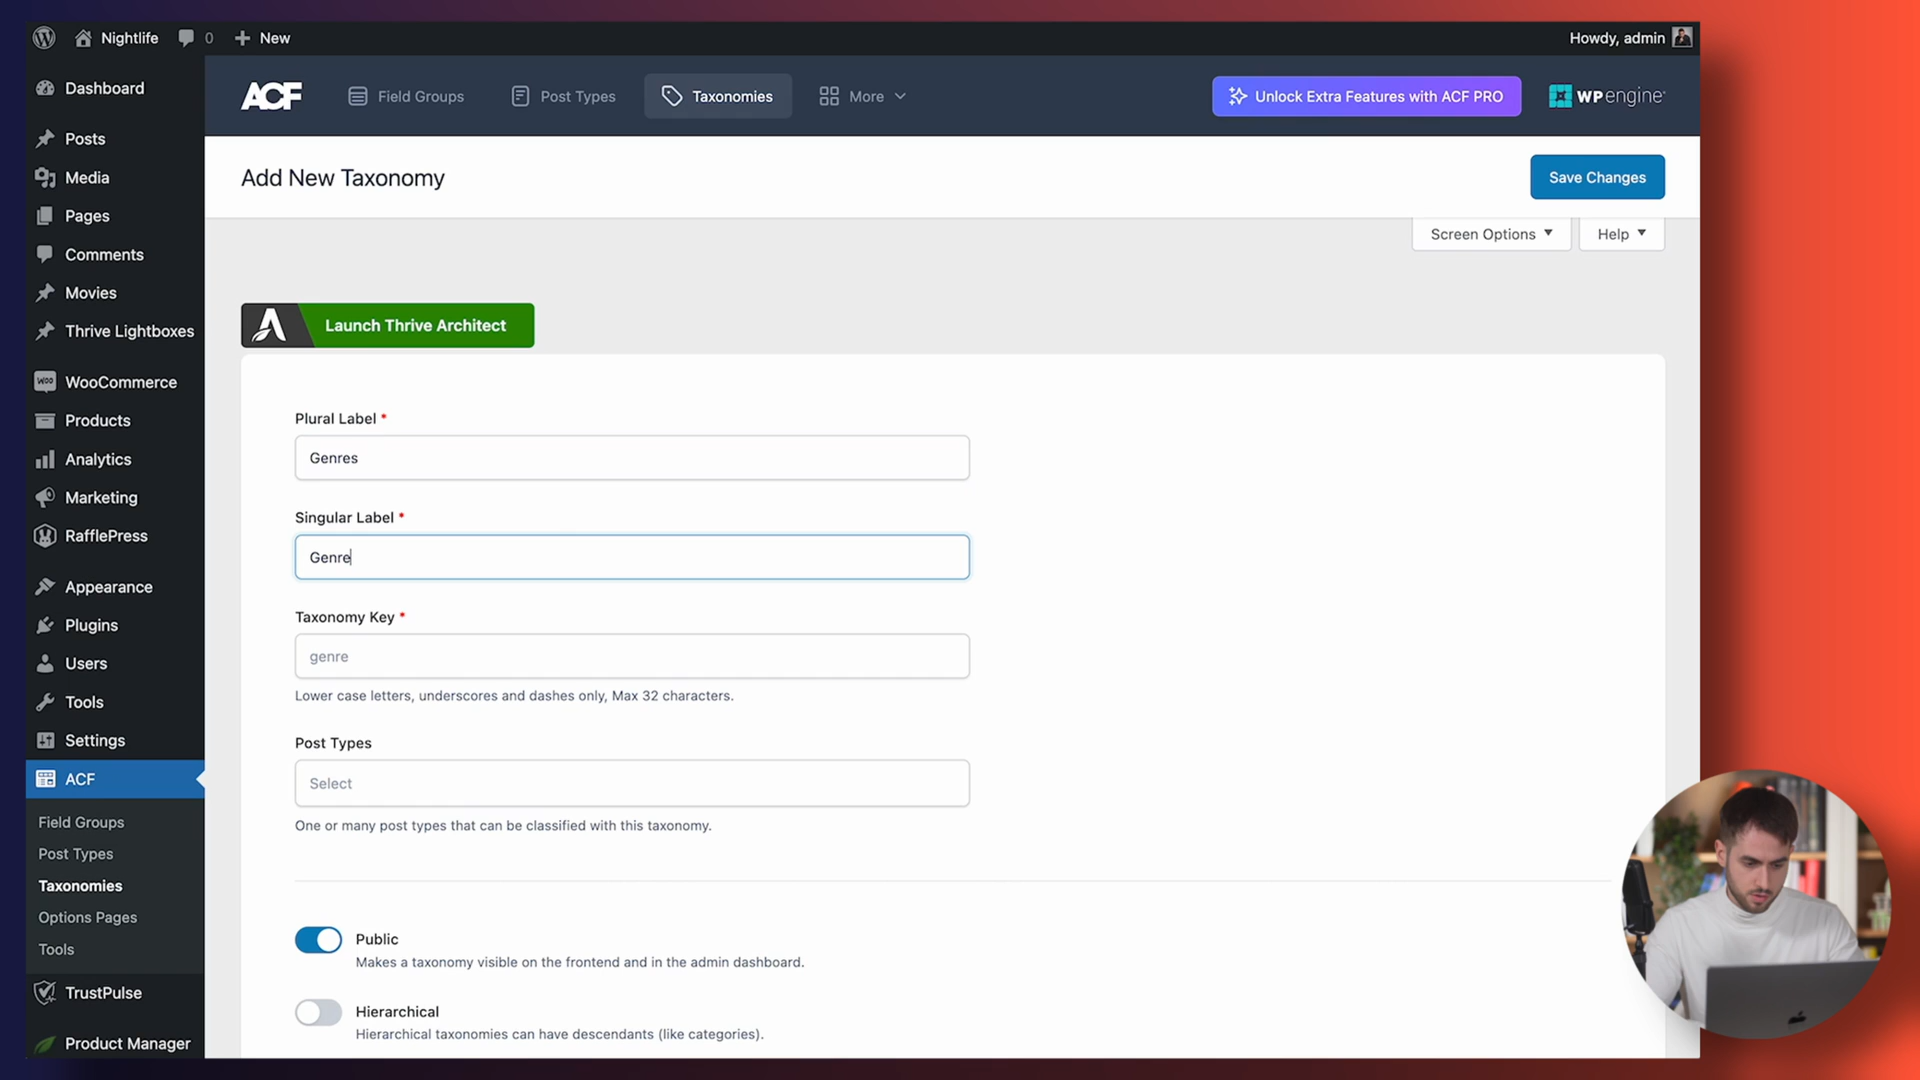 Nightlife
0
New
Howdy, admin
Dashboard
Posts
Media
Pages
Comments
Movies
Thrive Lightboxes
WooCommerce
Products
Analytics
Marketing
RafflePress
Appearance
Plugins
Users
Tools
Settings
ACF
Field Groups
Post Types
Taxonomies
Options Pages
Tools
TrustPulse
Product Manager
ACF
Field Groups
Post Types
Taxonomies
More
Unlock Extra Features with ACF PRO
WP engine
Add New Taxonomy
Save Changes
Screen Options
Help
Launch Thrive Architect
Plural Label *
Genres
Singular Label *
Genre
Taxonomy Key *
genre
Lower case letters, underscores and dashes only, Max 32 characters.
Post Types
Select
One or many post types that can be classified with this taxonomy.
Public
Makes a taxonomy visible on the frontend and in the admin dashboard.
Hierarchical
Hierarchical taxonomies can have descendants (like categories).